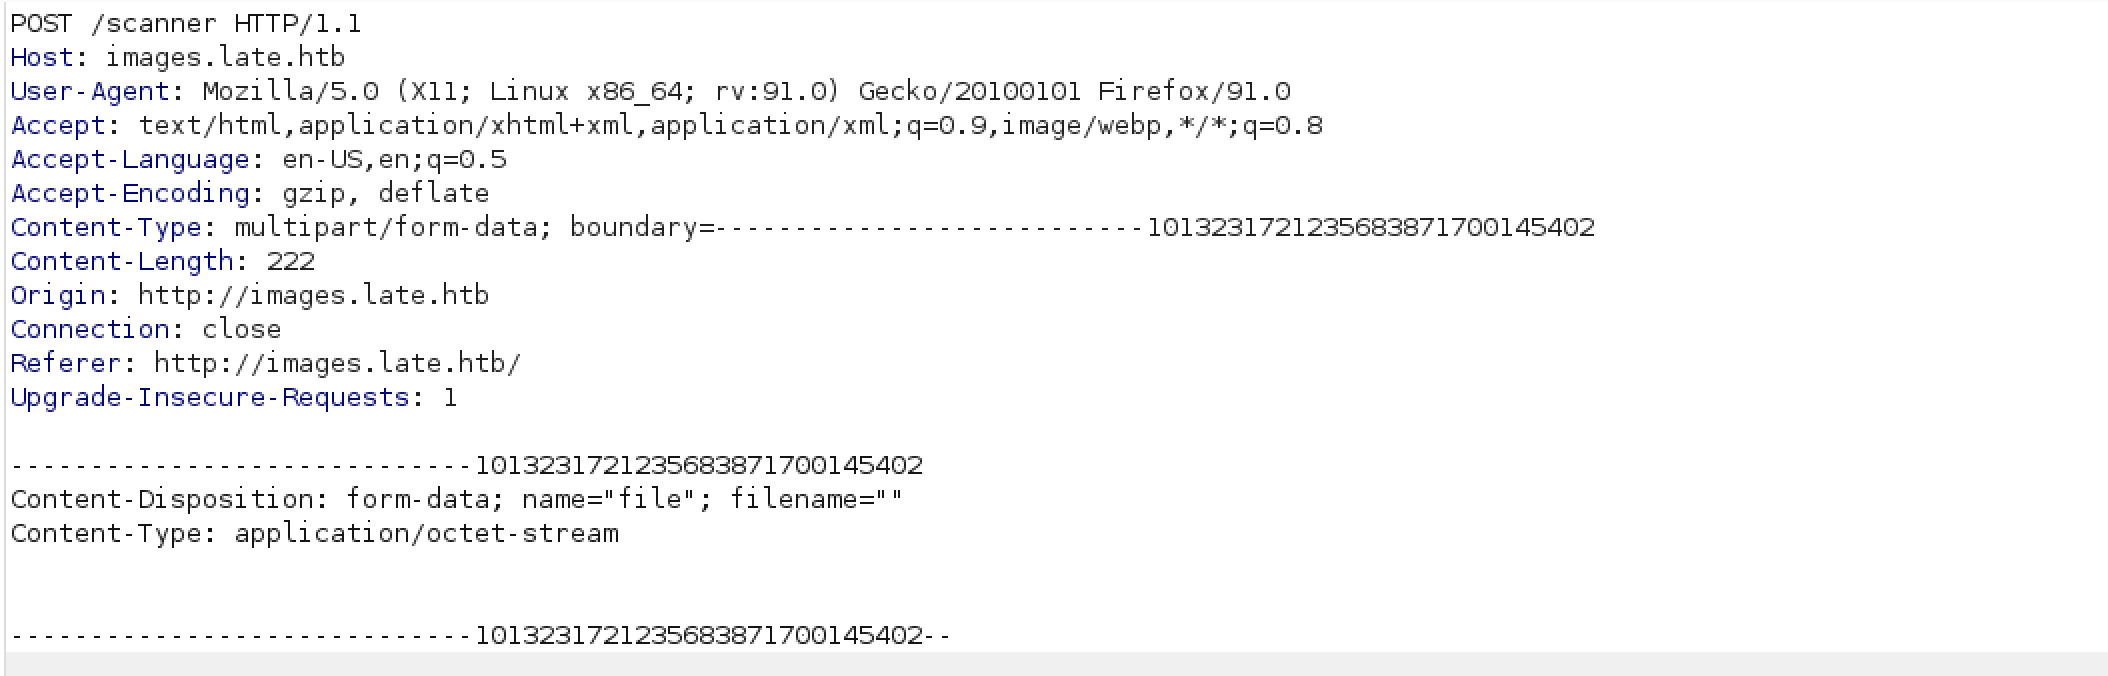 POST /scanner HTTP/1.1
Host: images.late.htb
User-Agent: Mozilla/5.0 (X11; Linux x86_64; rv:91.0) Gecko/20100101 Firefox/91.0
Accept: text/html,application/xhtml+xml,application/xml;q=0.9,image/webp,*/*;q=0.8
Accept-Language: en-US,en;q=0.5
Accept-Encoding: gzip, deflate
Content-Type: multipart/form-data; boundary=---------------------------1013231721235683871700145402
Content-Length: 222
Origin: http://images.late.htb
Connection: close
Referer: http://images.late.htb/
Upgrade-Insecure-Requests: 1
-----------------------------1013231721235683871700145402
Content-Disposition: form-data; name="file"; filename=""
Content-Type: application/octet-stream
-----------------------------1013231721235683871700145402--